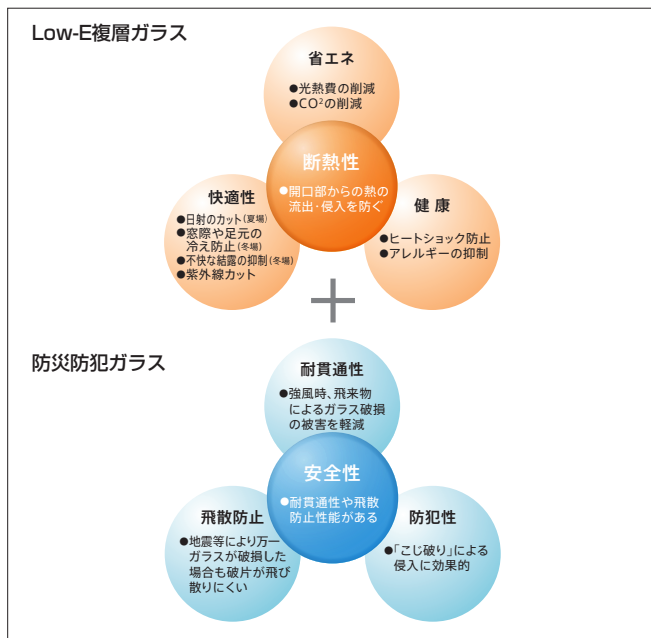 Low-E複層ガラス
省エネ
●光熱費の削減
●CO²の削減
断熱性
●開口部からの熱の
流出・侵入を防ぐ
快適性
●日射のカット(夏場)
●窓際や足元の
冷え防止(冬場)
●不快な結露の抑制(冬場)
●紫外線カット
健康
●ヒートショック防止
●アレルギーの抑制
+
防災防犯ガラス
耐貫通性
●強風時、飛来物
によるガラス破損
の被害を軽減
安全性
●耐貫通性や飛散
防止性能がある
飛散防止
●地震等により万一
ガラスが破損した
場合も破片が飛び
散りにくい
防犯性
●「こじ破り」による
侵入に効果的